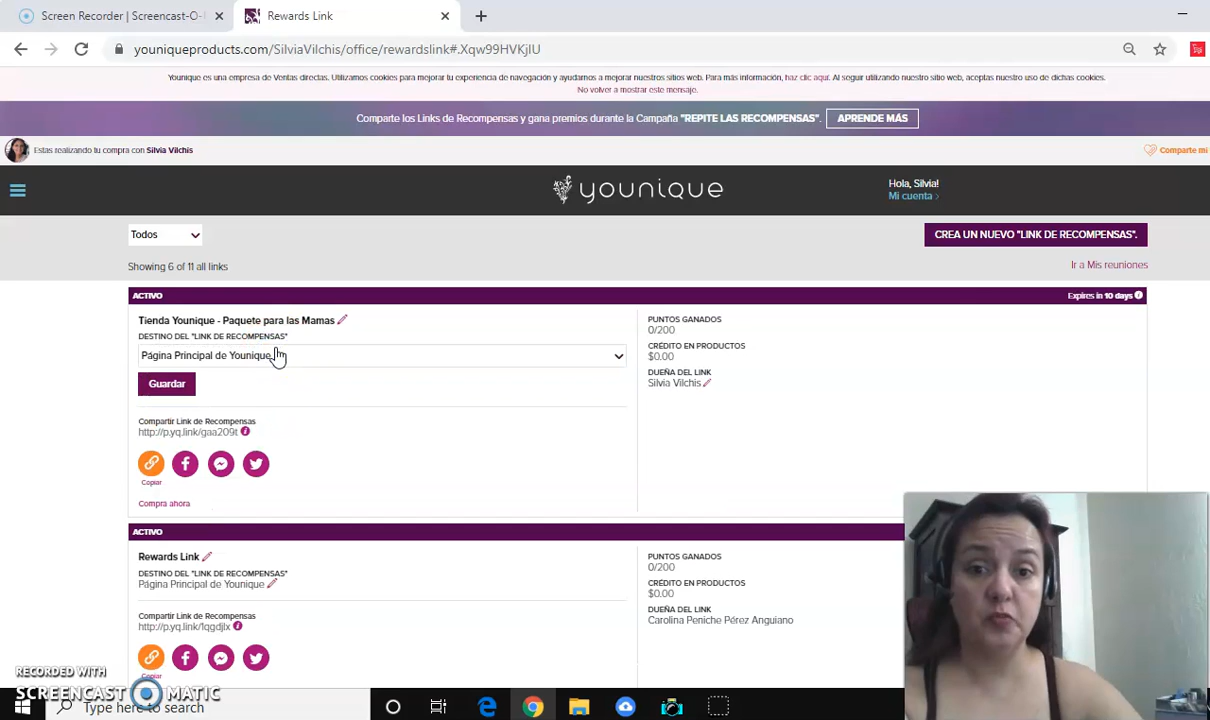 Screen Recorder | Screencast-O-
Rewards Link
youniqueproducts.com/SilviaVilchis/office/rewardslink#.Xqw99HVKjIU
Younique es una empresa de Ventas directas. Utilizamos cookies para mejorar tu experiencia de navegación y ayudarnos a mejorar nuestros sitios web. Para más información, haz clic aquí. Al seguir utilizando nuestro sitio web, aceptas nuestro uso de dichas cookies.
No volver a mostrar este mensaje.
Comparte los Links de Recompensas y gana premios durante la Campaña "REPITE LAS RECOMPENSAS". APRENDE MÁS
Estas realizando tu compra con Silvia Vilchis
Comparte mi
younique
Hola, Silvia!
Mi cuenta >
Todos
CREA UN NUEVO "LINK DE RECOMPENSAS".
Showing 6 of 11 all links
Ir a Mis reuniones
ACTIVO
Expires in 10 days
Tienda Younique - Paquete para las Mamas
DESTINO DEL "LINK DE RECOMPENSAS"
Página Principal de Younique
Guardar
Compartir Link de Recompensas
http://p.yq.link/gaa209t
Copiar
Compra ahora
PUNTOS GANADOS
0/200
CRÉDITO EN PRODUCTOS
$0.00
DUEÑA DEL LINK
Silvia Vilchis
ACTIVO
Rewards Link
DESTINO DEL "LINK DE RECOMPENSAS"
Página Principal de Younique
Compartir Link de Recompensas
http://p.yq.link/1qgdjlx
Copiar
PUNTOS GANADOS
0/200
CRÉDITO EN PRODUCTOS
$0.00
DUEÑA DEL LINK
Carolina Peniche Pérez Anguiano
RECORDED WITH
SCREENCAST MATIC
Type here to search